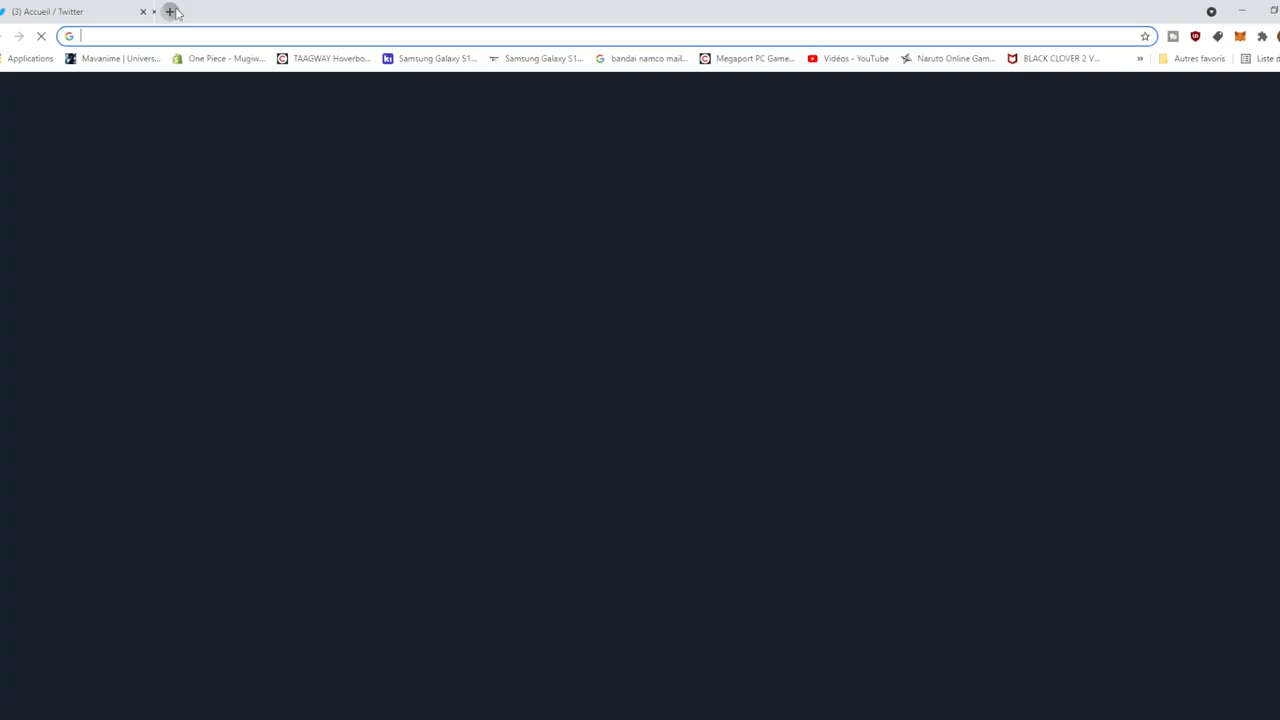 (3) Accueil / Twitter
Applications Mavanime | Univers... One Piece - Mugiw... TAAGWAY Hoverbo... Samsung Galaxy S1... Samsung Galaxy S1... bandai namco mail... Megaport PC Game... Vidéos - YouTube Naruto Online Gam... BLACK CLOVER 2 V... » Autres favoris Liste d